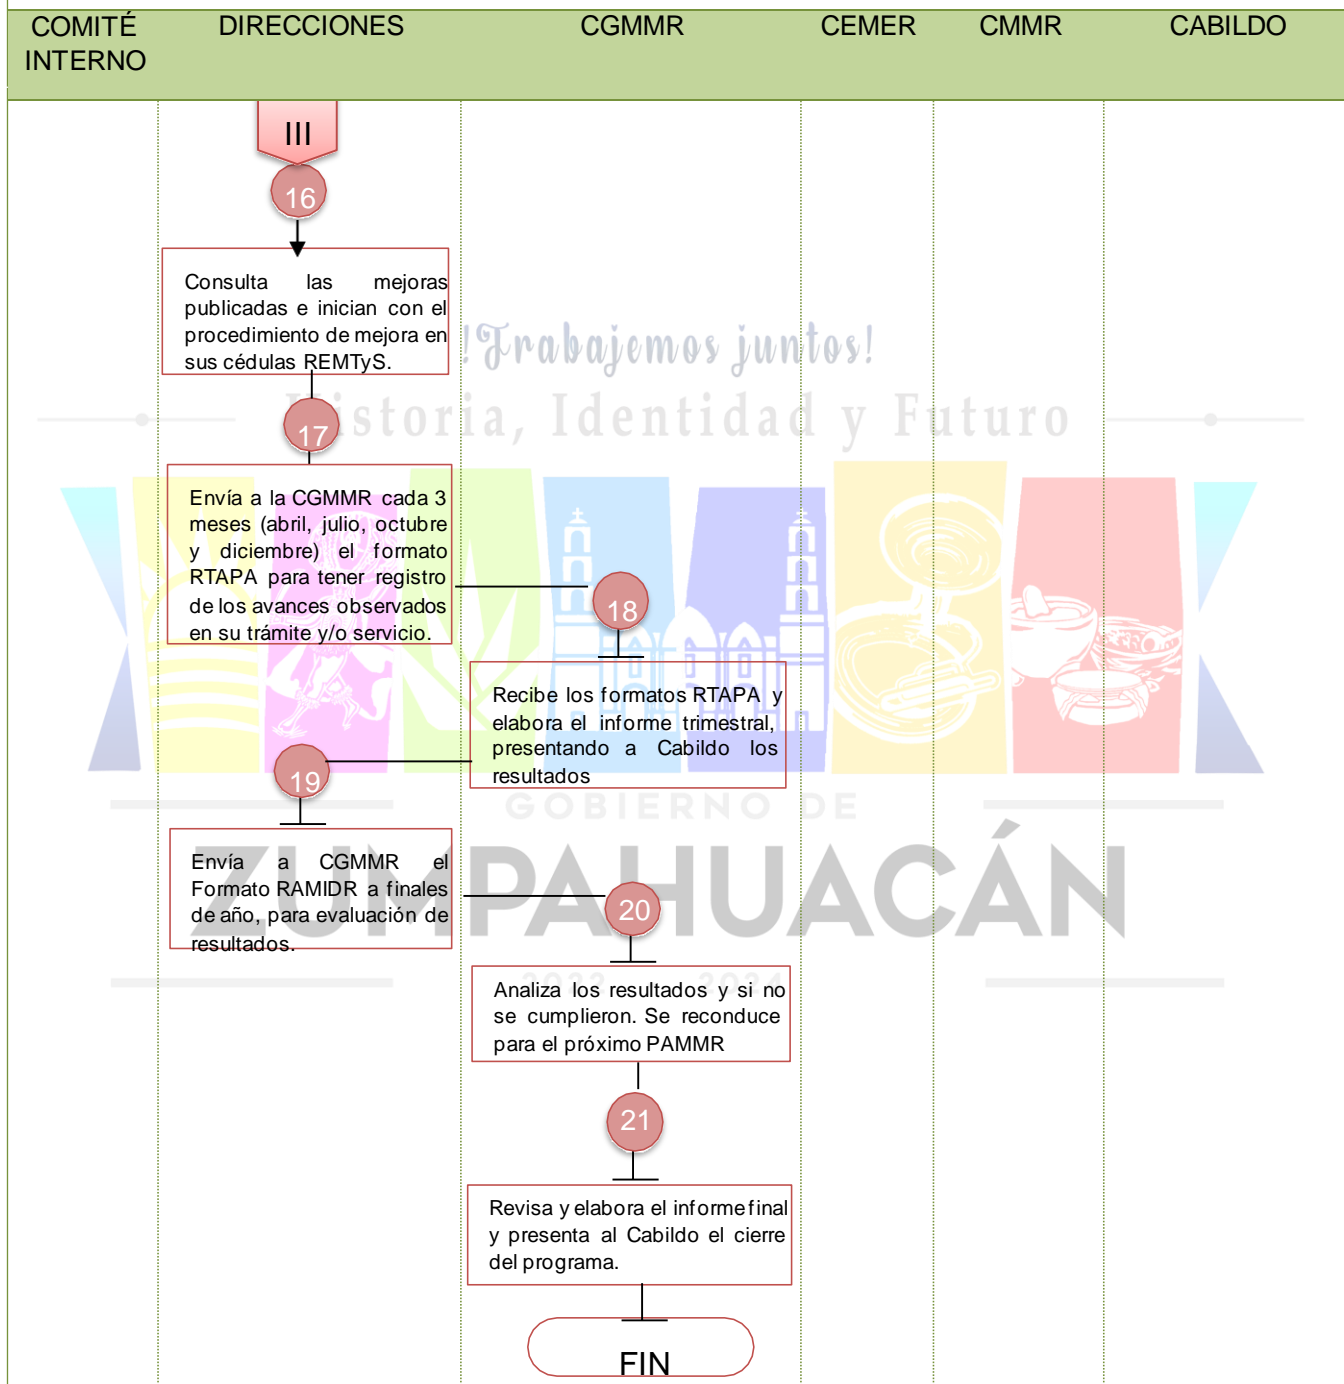 COMITÉ INTERNO
DIRECCIONES
CGMMR
CEMER
CMMR
CABILDO
III
16
Consulta las mejoras
publicadas e inician con el
procedimiento de mejora en
sus cédulas REMTyS.
!Trabajemos juntos!
Historia, Identidad y Futuro
17
Envía a la CGMMR cada 3
meses (abril, julio, octubre
y diciembre) el formato
RTAPA para tener registro
de los avances observados
en su trámite y/o servicio.
18
Recibe los formatos RTAPA y
elabora el informe trimestral,
presentando a Cabildo los
resultados
19
GOBIERNO DE
ZUMPAHUACÁN
Envía a CGMMR el
Formato RAMIDR a finales
de año, para evaluación de
resultados.
20
2022 2024
Analiza los resultados y si no
se cumplieron. Se reconduce
para el próximo PAMMR
21
Revisa y elabora el informe final
y presenta al Cabildo el cierre
del programa.
FIN